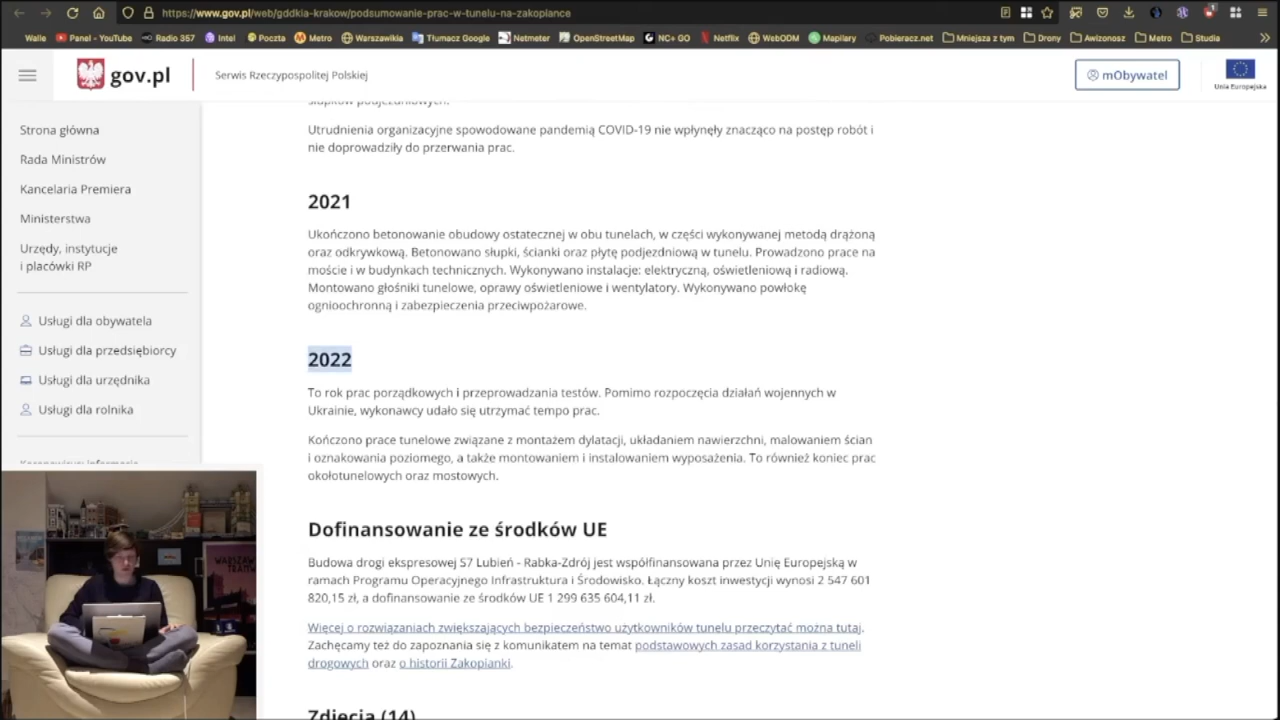 https://www.gov.pl/web/gddkia-krakow/podsumowanie-prac-w-tunelu-na-zakopiance
Walle Panel - YouTube Radio 357 Intel Poczta Metro Warszawikia Tłumacz Google Netmeter OpenStreetMap NC+ GO Netflix WebODM Mapilary Pobieracz.net Mniejsza z tym Drony Awizonosz Metro Studia
gov.pl
Serwis Rzeczypospolitej Polskiej
mObywatel
Unia Europejska
Strona główna
Rada Ministrów
Kancelaria Premiera
Ministerstwa
Urzędy, instytucje
i placówki RP
Usługi dla obywatela
Usługi dla przedsiębiorcy
Usługi dla urzędnika
Usługi dla rolnika
słupków podjezdniowych.
Utrudnienia organizacyjne spowodowane pandemią COVID-19 nie wpłynęły znacząco na postęp robót i
nie doprowadziły do przerwania prac.
2021
Ukończono betonowanie obudowy ostatecznej w obu tunelach, w części wykonywanej metodą drążoną
oraz odkrywkową. Betonowano słupki, ścianki oraz płytę podjezdniową w tunelu. Prowadzono prace na
moście i w budynkach technicznych. Wykonywano instalacje: elektryczną, oświetleniową i radiową.
Montowano głośniki tunelowe, oprawy oświetleniowe i wentylatory. Wykonywano powłokę
ognioochronną i zabezpieczenia przeciwpożarowe.
2022
To rok prac porządkowych i przeprowadzania testów. Pomimo rozpoczęcia działań wojennych w
Ukrainie, wykonawcy udało się utrzymać tempo prac.
Kończono prace tunelowe związane z montażem dylatacji, układaniem nawierzchni, malowaniem ścian
i oznakowania poziomego, a także montowaniem i instalowaniem wyposażenia. To również koniec prac
okołotunelowych oraz mostowych.
Dofinansowanie ze środków UE
Budowa drogi ekspresowej S7 Lubień - Rabka-Zdrój jest współfinansowana przez Unię Europejską w
ramach Programu Operacyjnego Infrastruktura i Środowisko. Łączny koszt inwestycji wynosi 2 547 601
820,15 zł, a dofinansowanie ze środków UE 1 299 635 604,11 zł.
Więcej o rozwiązaniach zwiększających bezpieczeństwo użytkowników tunelu przeczytać można tutaj.
Zachęcamy też do zapoznania się z komunikatem na temat podstawowych zasad korzystania z tuneli
drogowych oraz o historii Zakopianki.
Zdjęcia (14)